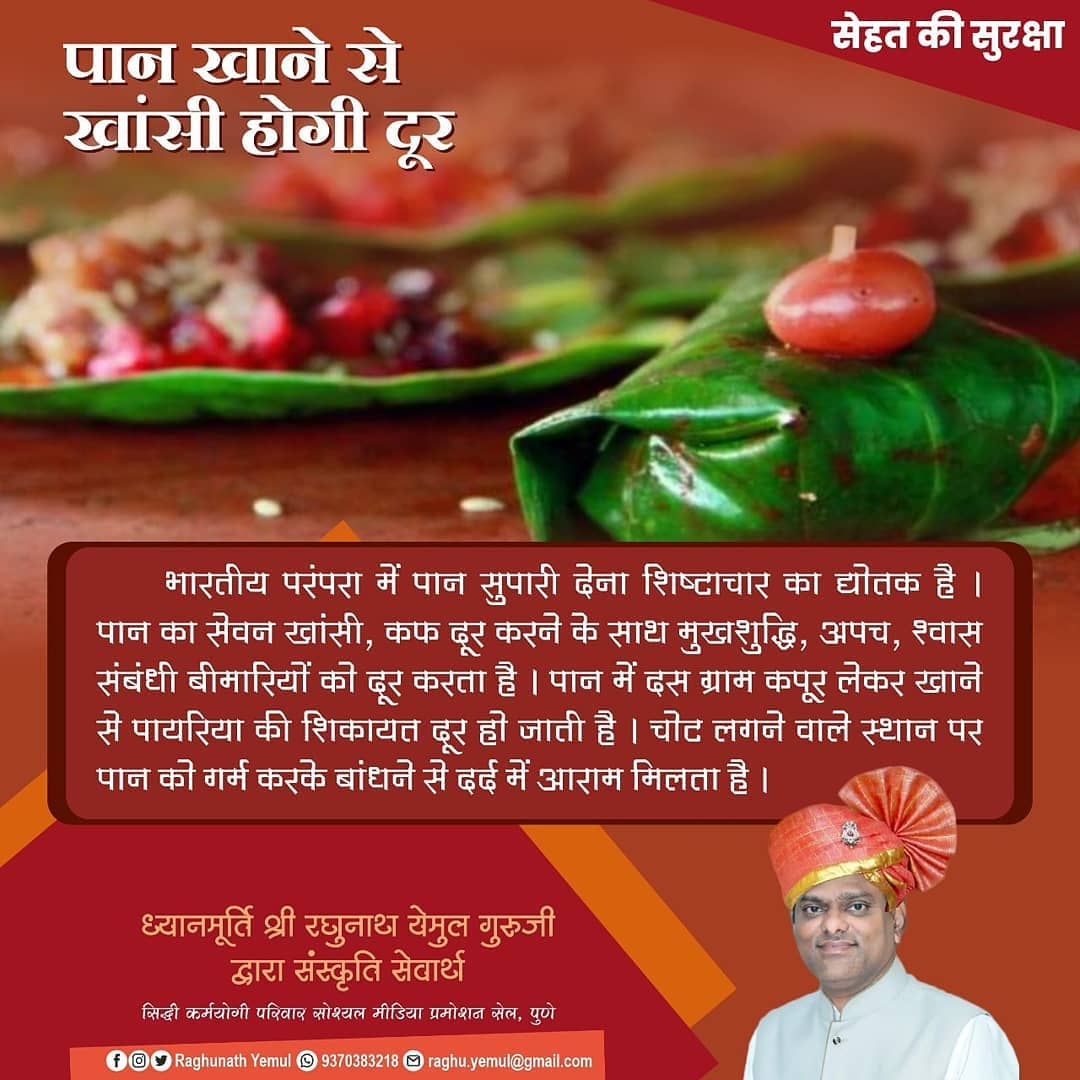 सेहत की सुरक्षा
पान खाने से
खांसी होगी दूर
भारतीय परंपरा में पान सुपारी देना शिष्टाचार का द्योतक है ।
पान का सेवन खांसी, कफ दूर करने के साथ मुखशुद्धि, अपच, श्वास
संबंधी बीमारियों को दूर करता है । पान में दस ग्राम कपूर लेकर खाने
से पायरिया की शिकायत दूर हो जाती है । चोट लगने वाले स्थान पर
पान को गर्म करके बांधने से दर्द में आराम मिलता है ।
ध्यानमूर्ति श्री रघुनाथ येमुल गुरुजी
द्वारा संस्कृति सेवार्थ
सिद्धी कर्मयोगी परिवार सोश्यल मीडिया प्रमोशन सेल, पुणे
Raghunath Yemul 9370383218 raghu.yemul@gmail.com